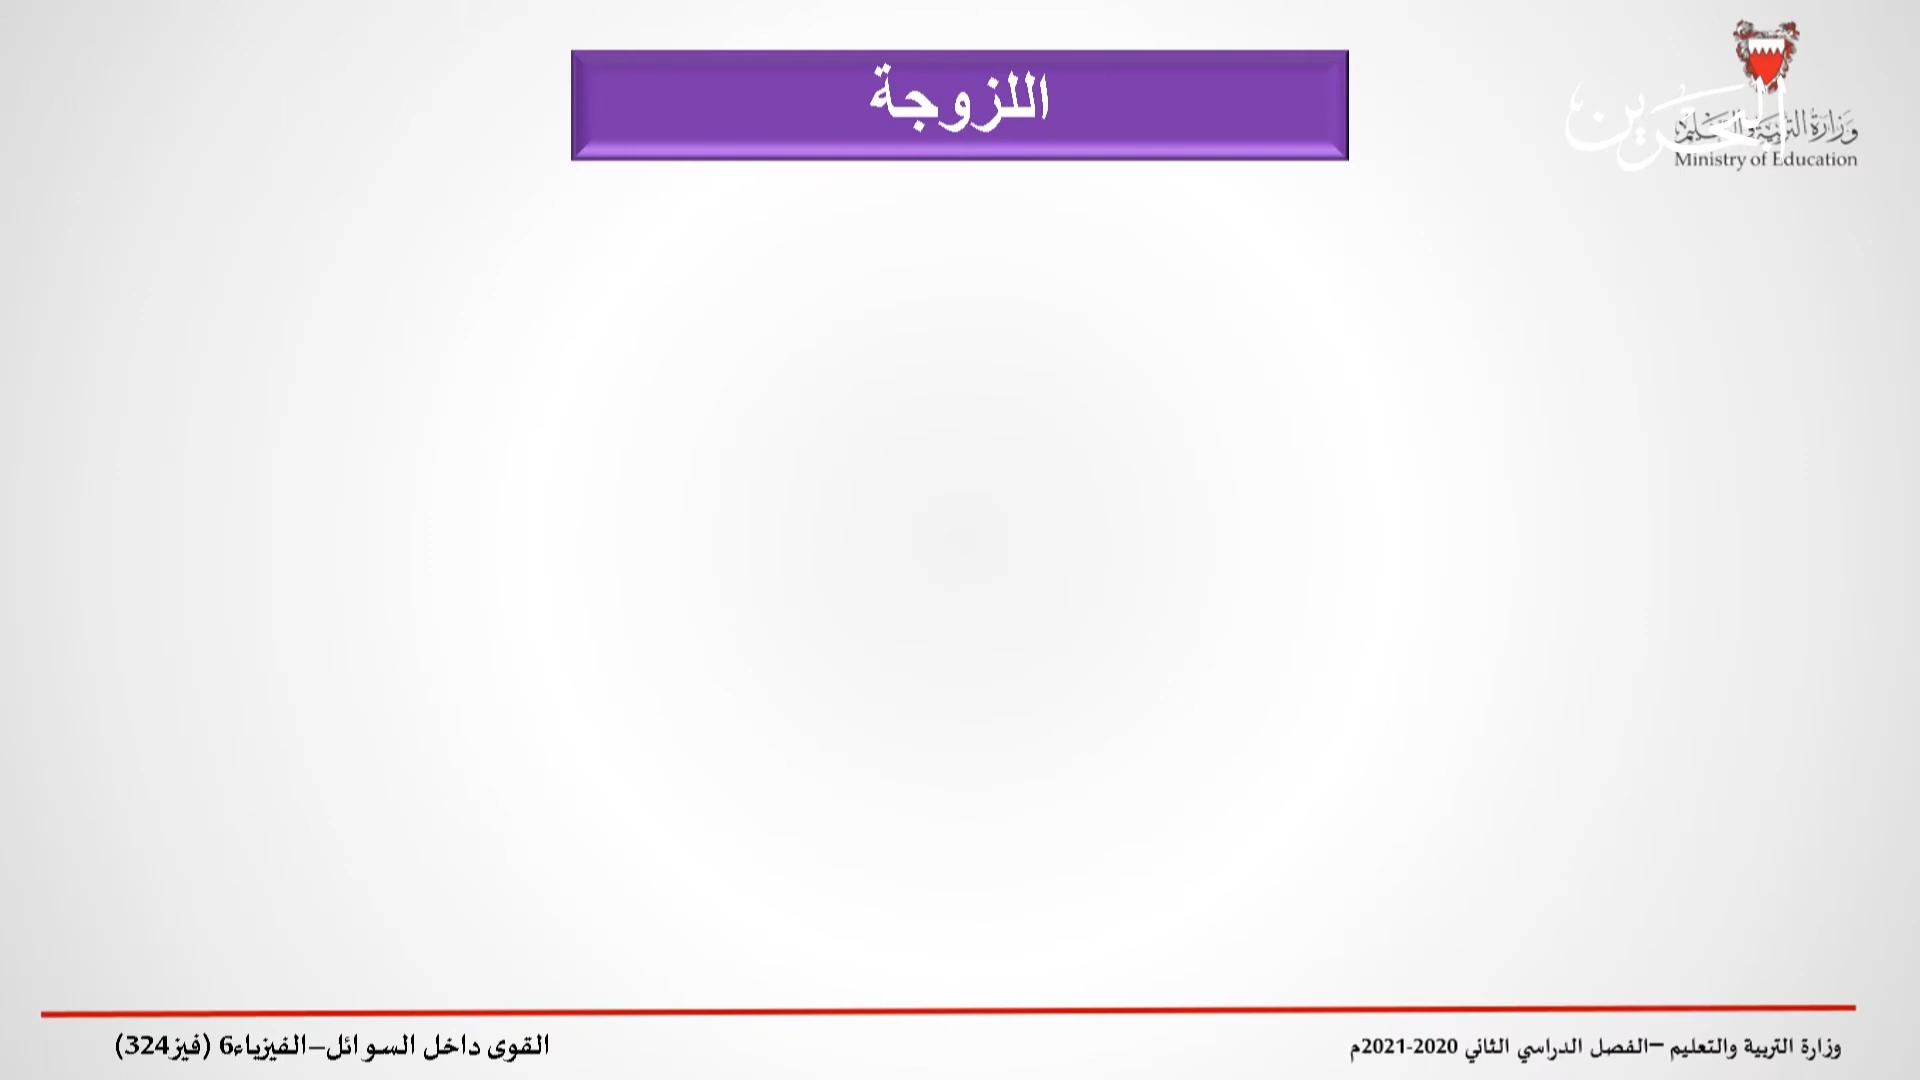 اللزوجة
البحرين
وزارة التربية والتعليم
Ministry of Education
وزارة التربية والتعليم –الفصل الدراسي الثاني 2020-2021م
القوى داخل السوائل–الفيزياء6 (فيز324)